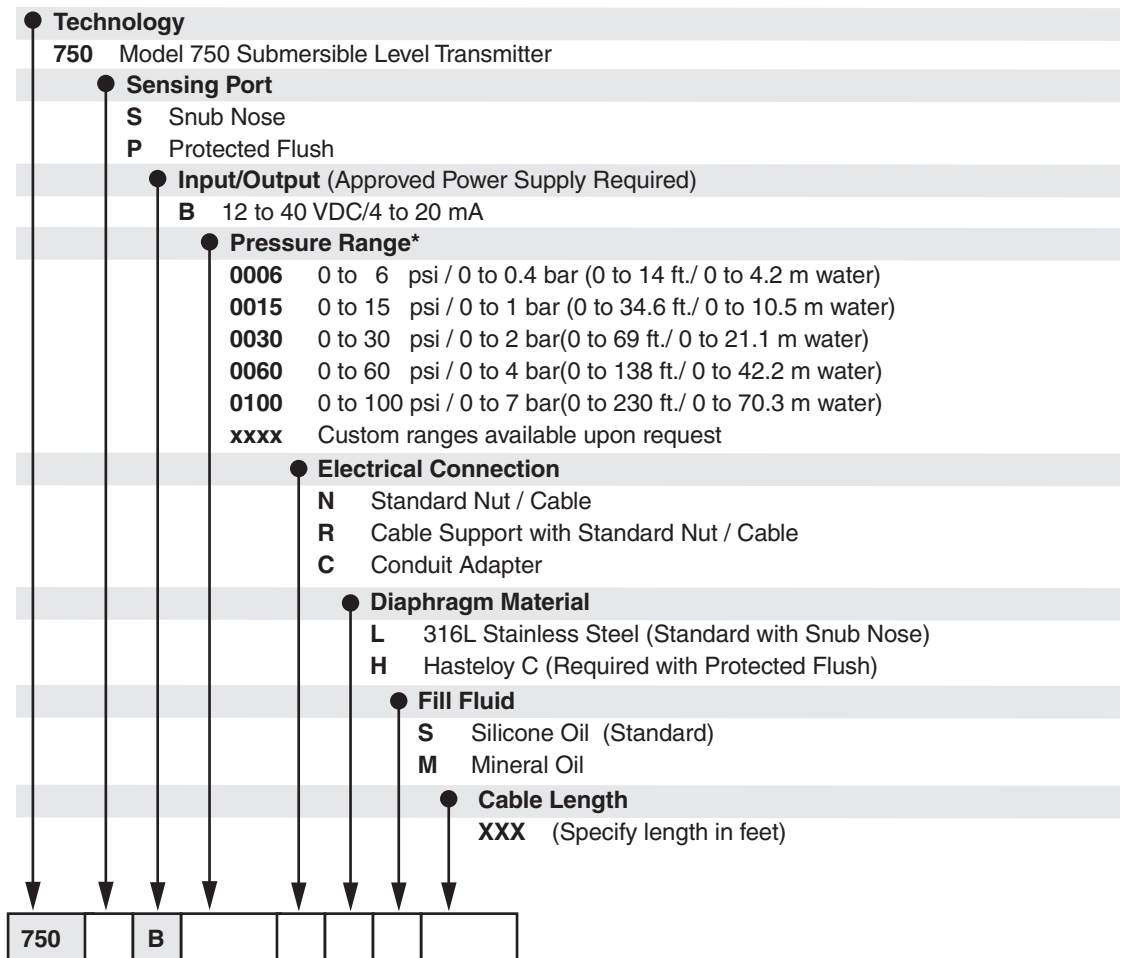 Technology
750 Model 750 Submersible Level Transmitter
Sensing Port
S Snub Nose
P Protected Flush
Input/Output (Approved Power Supply Required)
B 12 to 40 VDC/4 to 20 mA
Pressure Range*
0006 0 to 6 psi / 0 to 0.4 bar (0 to 14 ft./ 0 to 4.2 m water)
0015 0 to 15 psi / 0 to 1 bar (0 to 34.6 ft./ 0 to 10.5 m water)
0030 0 to 30 psi / 0 to 2 bar(0 to 69 ft./ 0 to 21.1 m water)
0060 0 to 60 psi / 0 to 4 bar(0 to 138 ft./ 0 to 42.2 m water)
0100 0 to 100 psi / 0 to 7 bar(0 to 230 ft./ 0 to 70.3 m water)
xxxx Custom ranges available upon request
Electrical Connection
N Standard Nut / Cable
R Cable Support with Standard Nut / Cable
C Conduit Adapter
Diaphragm Material
L 316L Stainless Steel (Standard with Snub Nose)
H Hasteloy C (Required with Protected Flush)
Fill Fluid
S Silicone Oil (Standard)
M Mineral Oil
Cable Length
XXX (Specify length in feet)
750 B